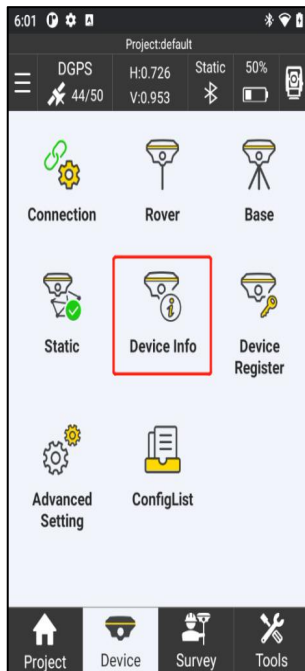 6:01
Project:default
DGPS
44/50
H:0.726
V:0.953
Static
50%
Connection
Rover
Base
Static
Device Info
Device
Register
Advanced
Setting
ConfigList
Project
Device
Survey
Tools